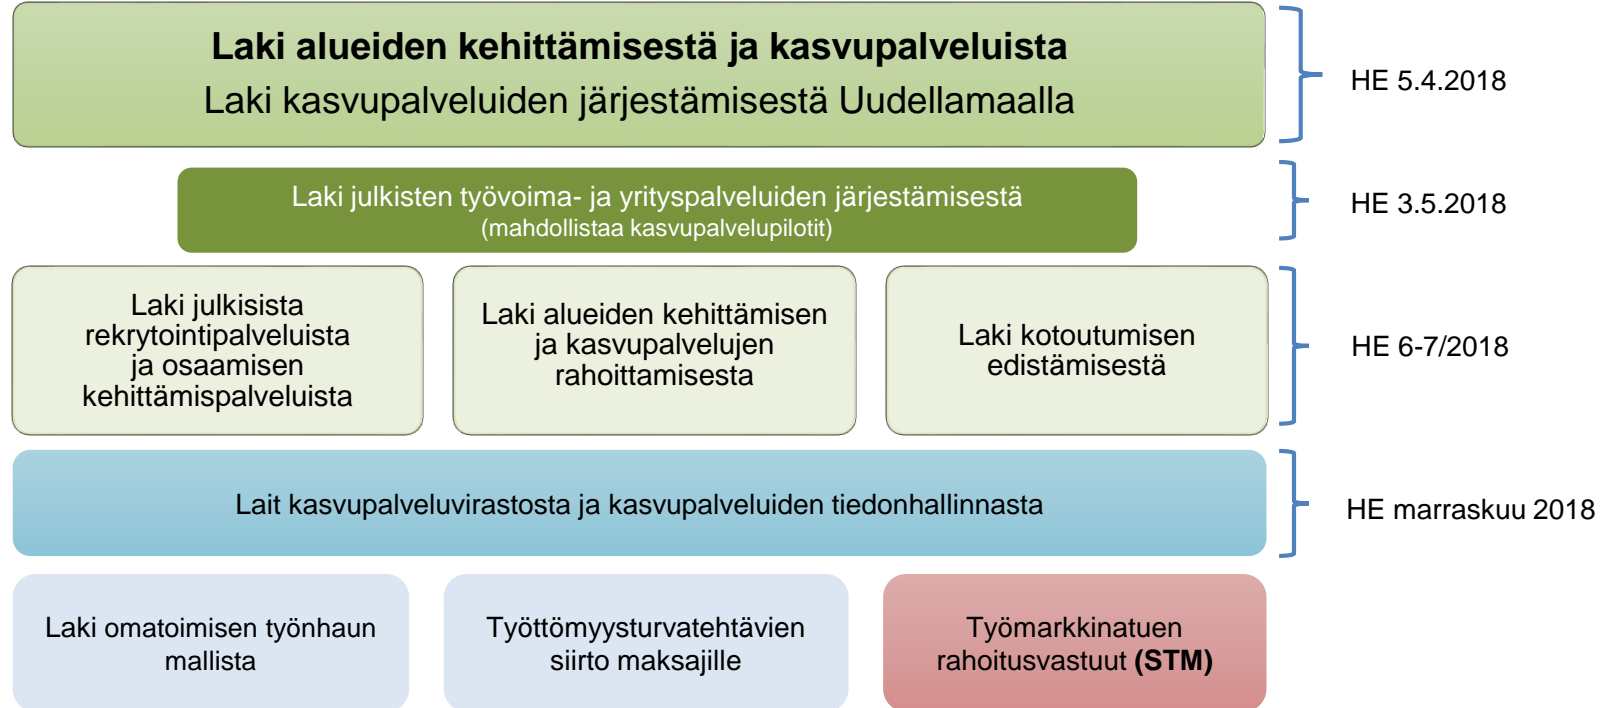 Laki alueiden kehittämisestä ja kasvupalveluista
Laki kasvupalveluiden järjestämisestä Uudellamaalla
HE 5.4.2018
Laki julkisten työvoima- ja yrityspalveluiden järjestämisestä
(mahdollistaa kasvupalvelupilotit)
HE 3.5.2018
Laki julkisista
rekrytointipalveluista
ja osaamisen
kehittämispalveluista
Laki alueiden kehittämisen
ja kasvupalvelujen
rahoittamisesta
Laki kotoutumisen
edistämisestä
HE 6-7/2018
Lait kasvupalveluvirastosta ja kasvupalveluiden tiedonhallinnasta
HE marraskuu 2018
Laki omatoimisen työnhaun
mallista
Työttömyysturvatehtävien
siirto maksajille
Työmarkkinatuen
rahoitusvastuut (STM)